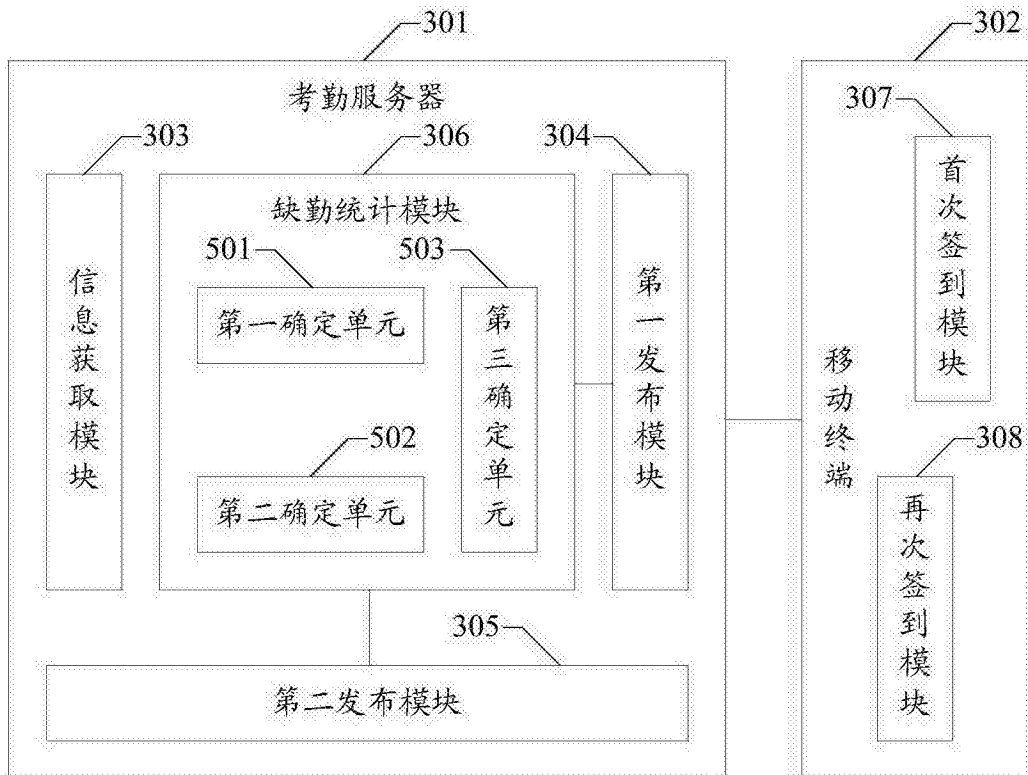 301
302
考勤服务器
307
303
306
304
首次签到模块
缺勤统计模块
501
503
信息获取模块
第一确定单元
第三确定单元
第一发布模块
移动终端
502
308
第二确定单元
再次签到模块
305
第二发布模块